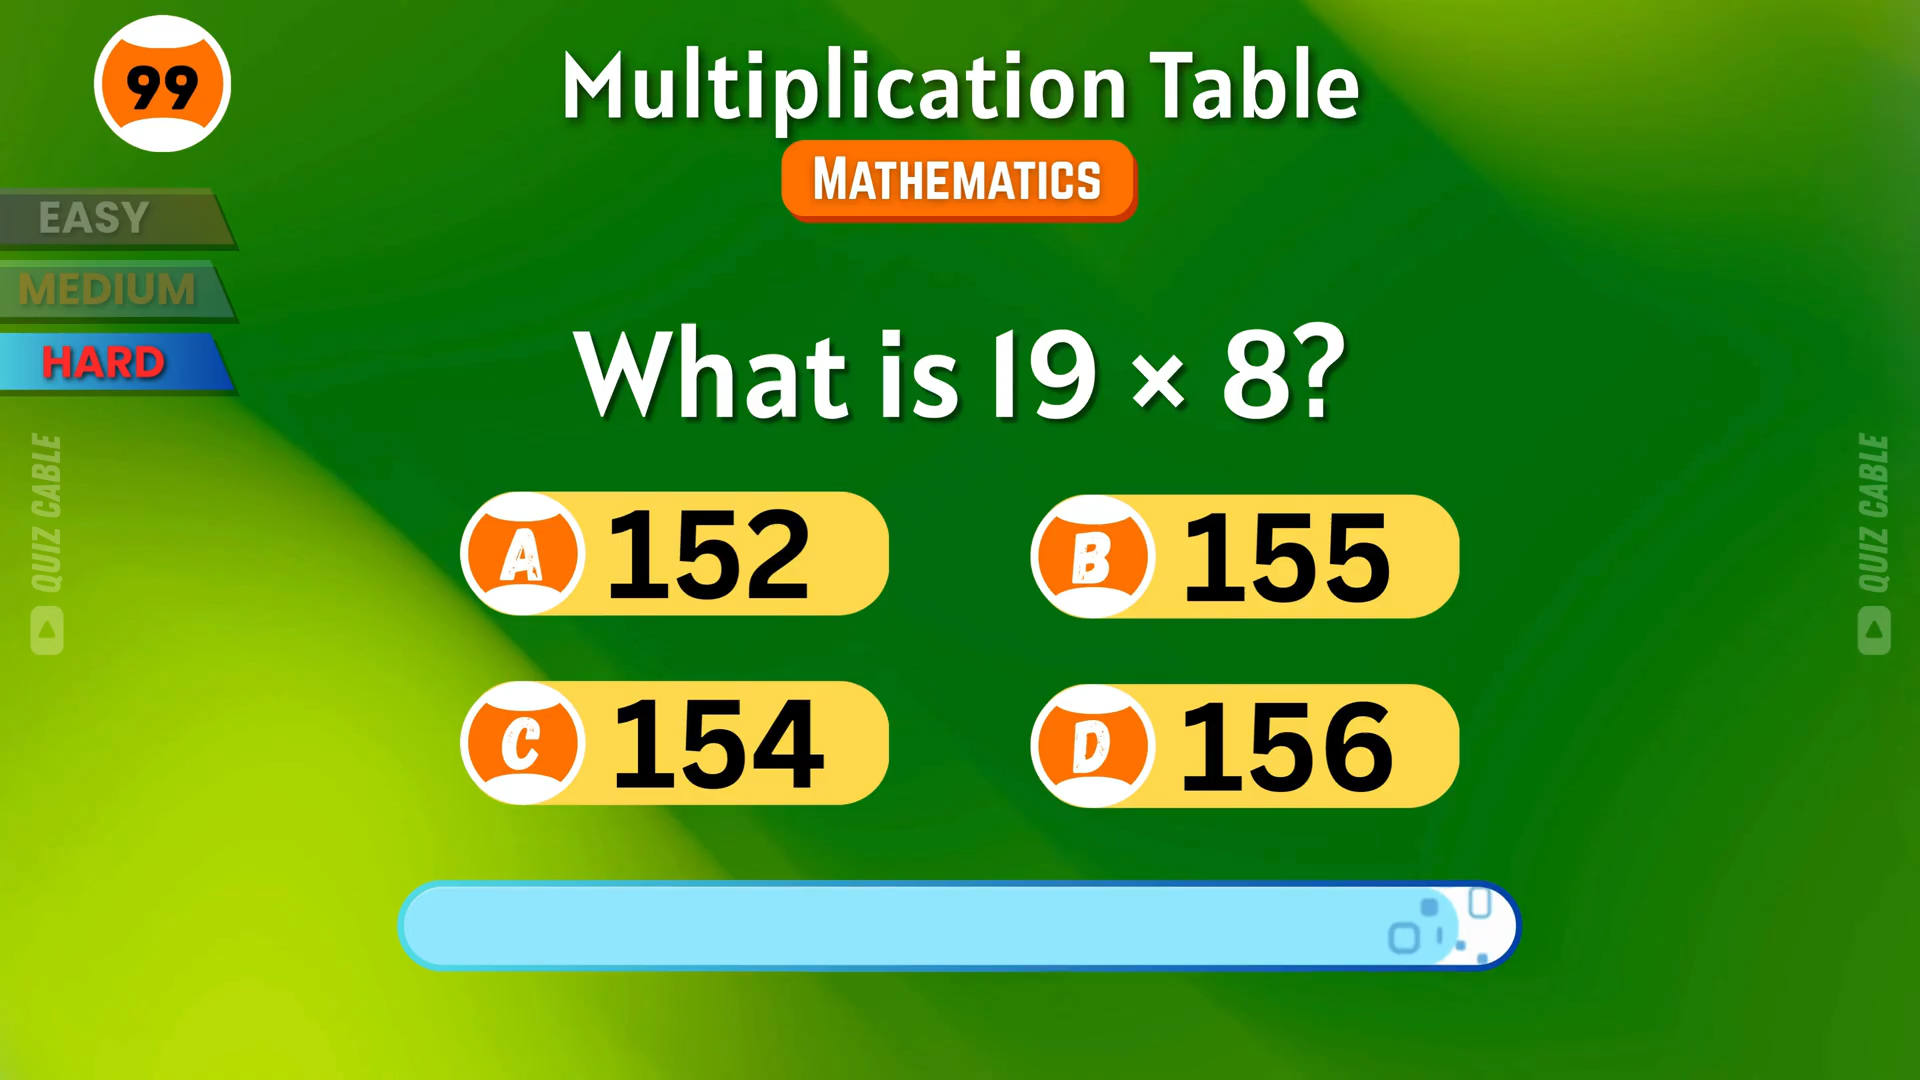 99
Multiplication Table
MATHEMATICS
EASY
MEDIUM
HARD
What is 19 × 8?
A 152
B 155
C 154
D 156
QUIZ CABLE
QUIZ CABLE